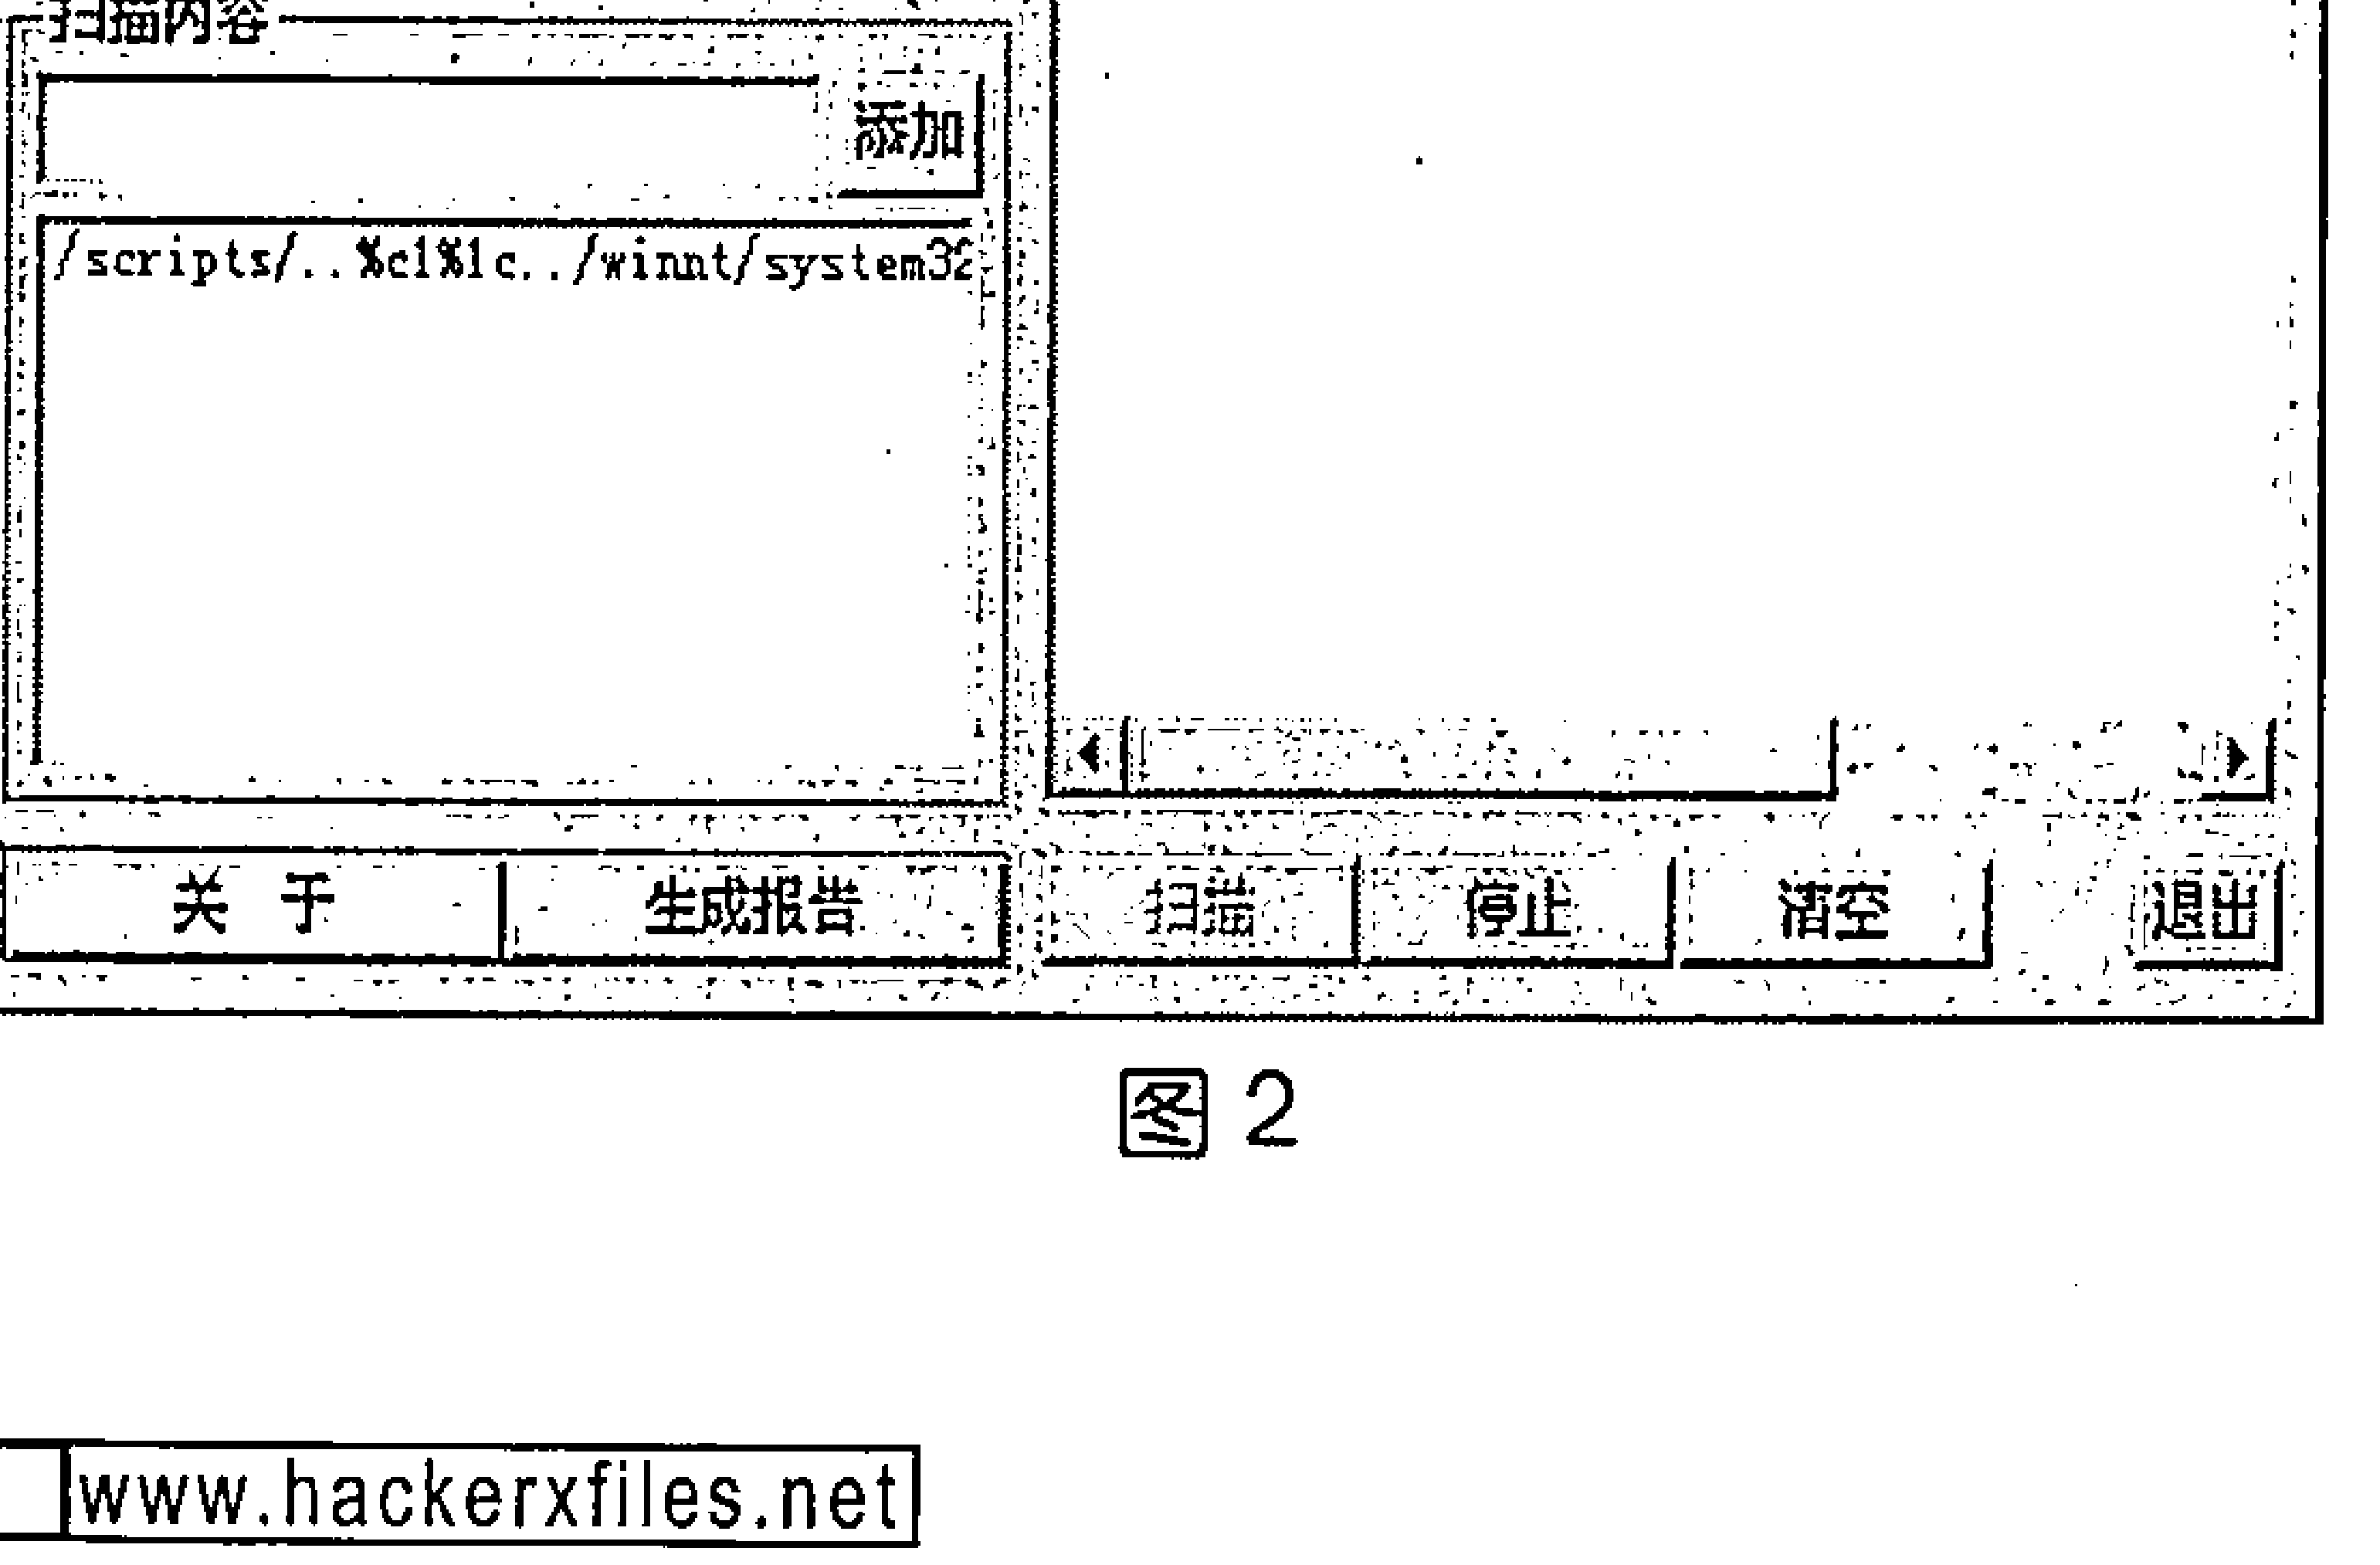 扫描内容
添加
/scripts/..%c1%1c../winnt/system32
关 于 生成报告 扫描 停止 清空 退出
图 2
www.hackerxfiles.net